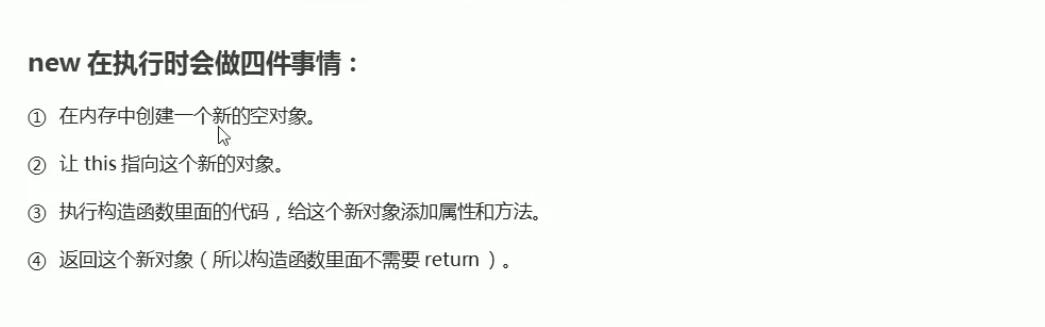 new 在执行时会做四件事情：
① 在内存中创建一个新的空对象。
② 让 this 指向这个新的对象。
③ 执行构造函数里面的代码，给这个新对象添加属性和方法。
④ 返回这个新对象（所以构造函数里面不需要 return ）。